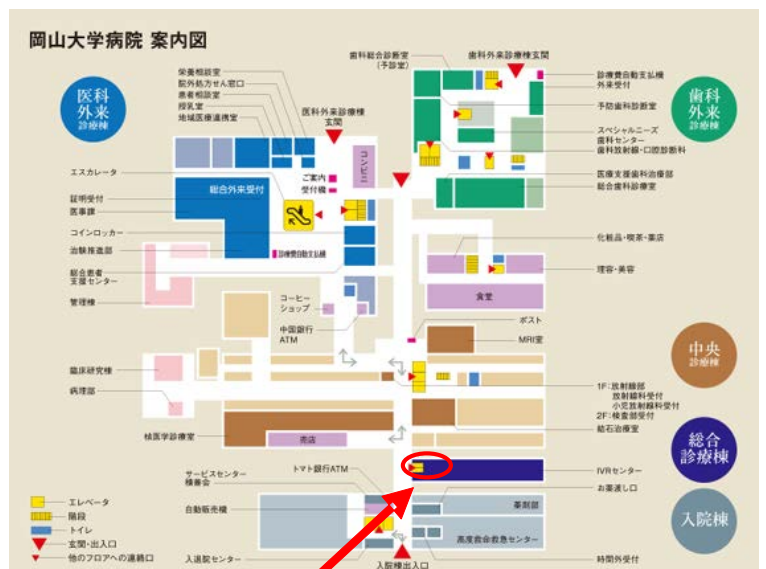 岡山大学病院 案内図
医科
外来
診療棟
歯科
外来
診療棟
中央
診療棟
総合
診療棟
入院棟
栄養相談室
院外処方せん窓口
患者相談室
授乳室
地域医療連携室
医科外来診療棟
玄関
エスカレータ
証明受付
医事課
コインロッカー
治験推進部
総合患者
支援センター
管理棟
総合外来受付
ご案内
受付機
コンビニ
診療費自動支払機
コーヒー
ショップ
中国銀行
ATM
歯科総合診断室
(予診室)
歯科外来診療棟玄関
診療費自動支払機
外来受付
予防歯科診断室
スペシャルニーズ
歯科センター
歯科放射線・口腔診断科
医療支援歯科治療部
総合歯科診療室
化粧品・喫茶・薬店
理容・美容
食堂
ポスト
MRI室
臨床研究棟
病理部
核医学診療室
売店
1F:放射線部
放射線科受付
小児放射線科受付
2F:検査部受付
結石治療室
IVRセンター
サービスセンター
積善会
トマト銀行ATM
自動販売機
入退院センター
お薬渡し口
薬剤部
高度救命救急センター
時間外受付
入院棟出入口
エレベータ
階段
トイレ
玄関・出入口
他のフロアへの連絡口